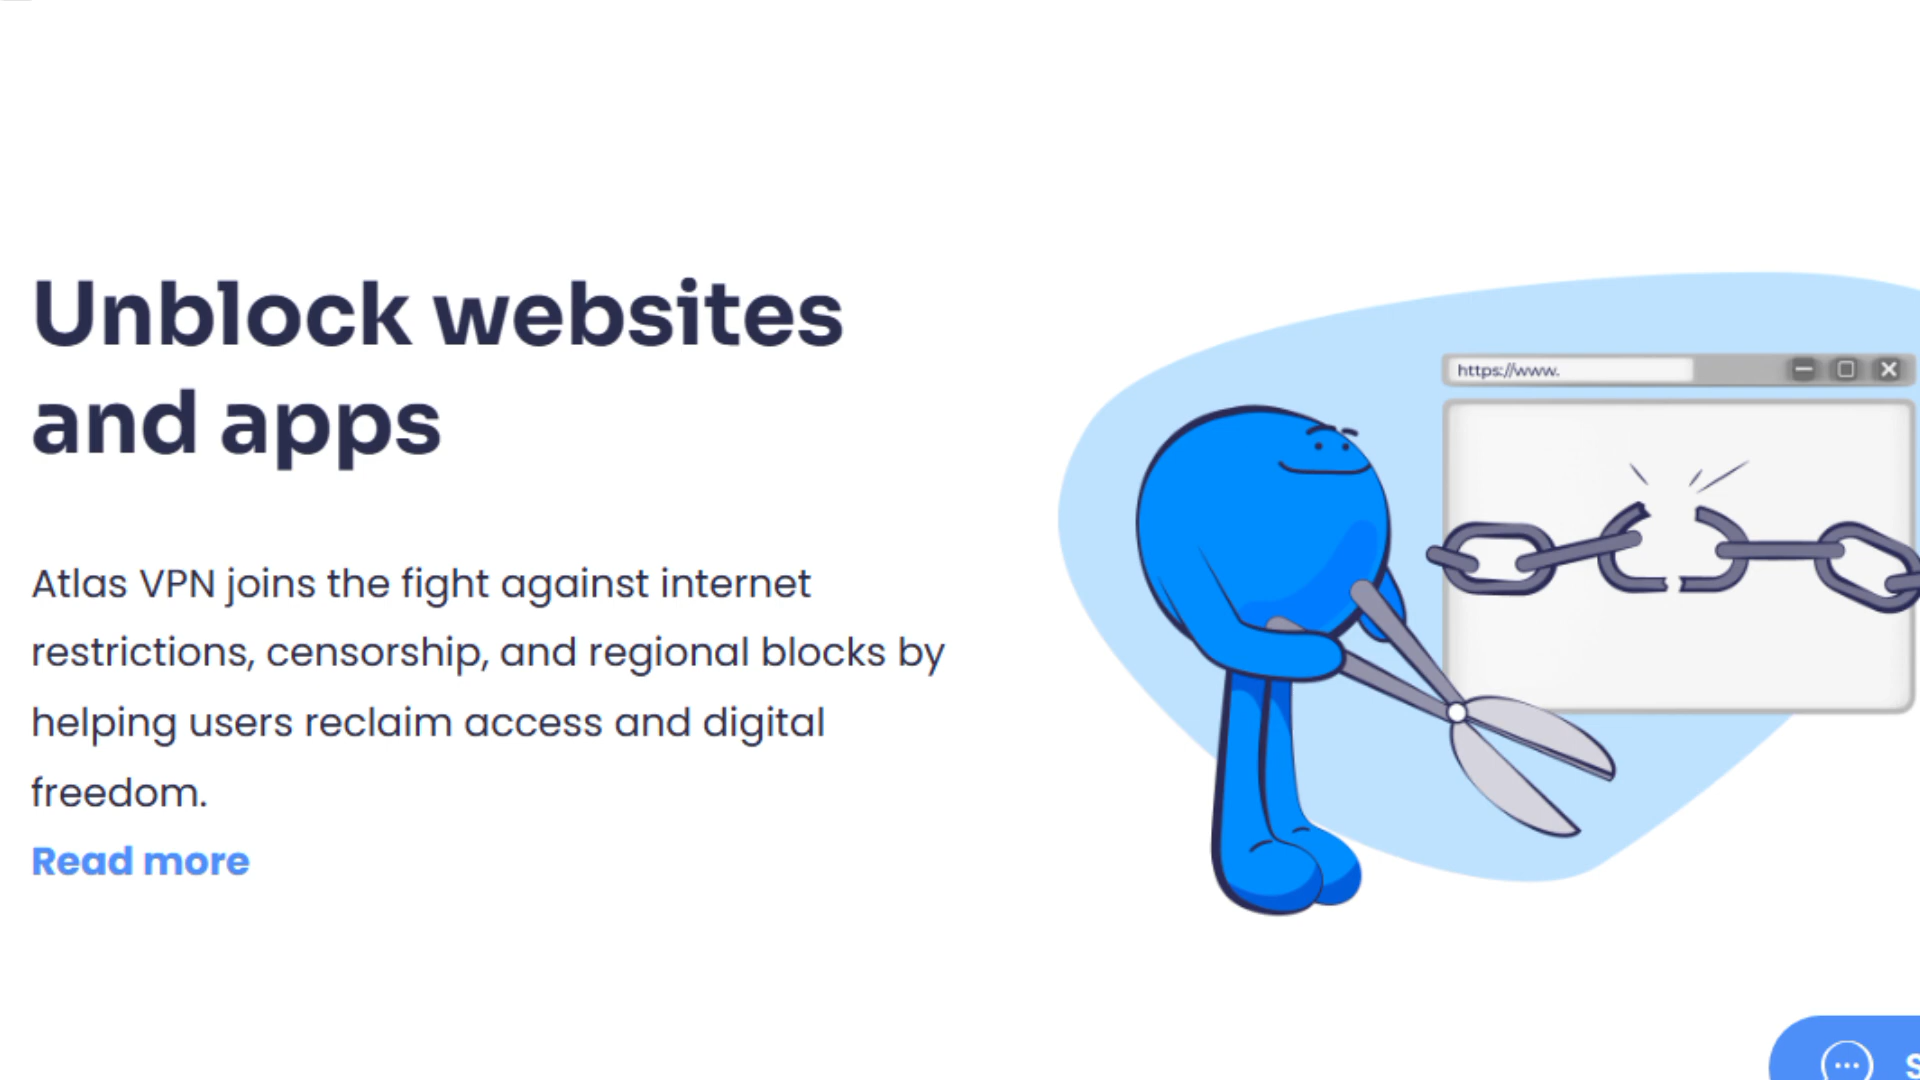 Unblock websites
and apps
https://www.
Atlas VPN joins the fight against internet
restrictions, censorship, and regional blocks by
helping users reclaim access and digital
freedom.
Read more